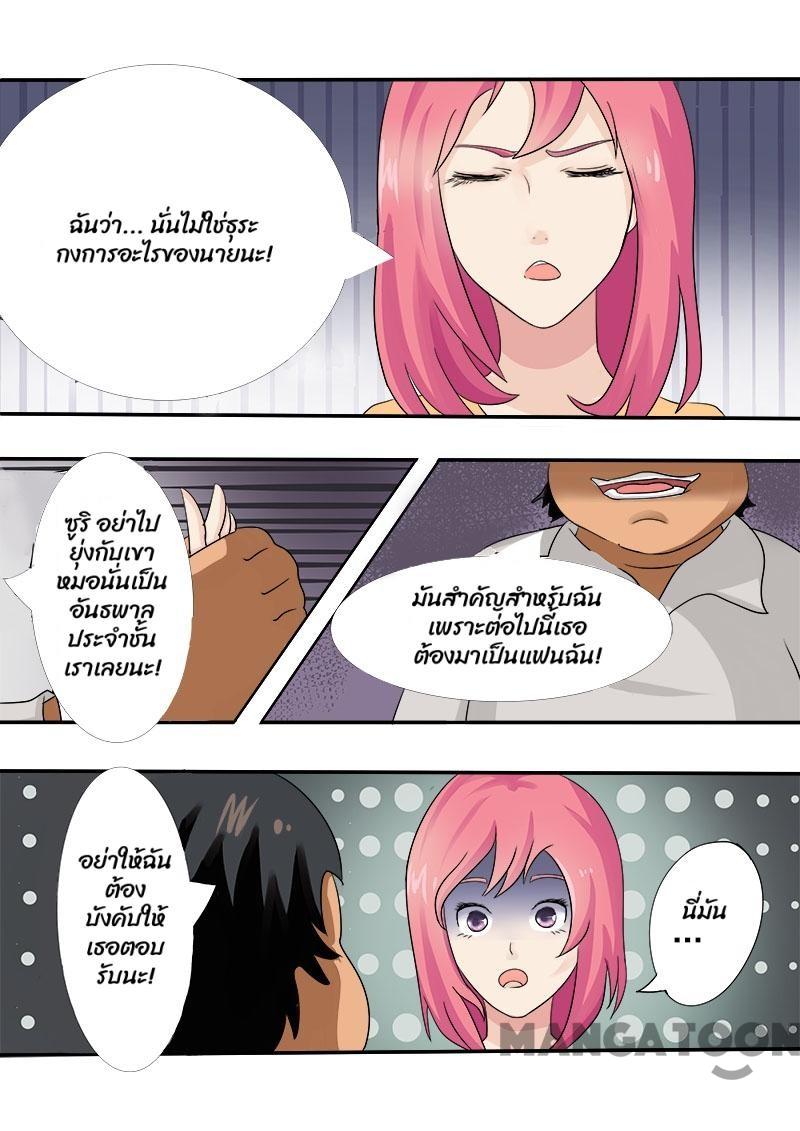 ฉันว่า... นั่นไม่ใช่ธุระ
กงการอะไรของนายนะ!
ซูริ อย่าไป
ยุ่งกับเขา
หมอนั่นเป็น
อันธพาล
ประจำชั้น
เราเลยนะ!
มันสำคัญสำหรับฉัน
เพราะต่อไปนี้เธอ
ต้องมาเป็นแฟนฉัน!
อย่าให้ฉัน
ต้อง
บังคับให้
เธอตอบ
รับนะ!
นี่มัน
...
MANGATOON